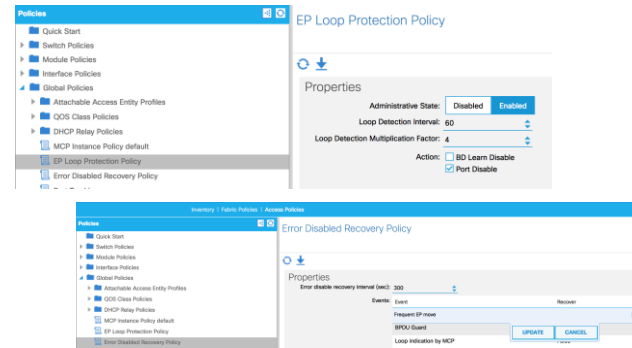 Policies
Quick Start
Switch Policies
Module Policies
Interface Policies
Global Policies
Attachable Access Entity Profiles
QOS Class Policies
DHCP Relay Policies
MCP Instance Policy default
EP Loop Protection Policy
Error Disabled Recovery Policy
EP Loop Protection Policy
Properties
Administrative State: Disabled Enabled
Loop Detection Interval: 60
Loop Detection Multiplication Factor: 4
Action: BD Learn Disable
Port Disable
Inventory | Fabric Policies | Access Policies
Policies
Quick Start
Switch Policies
Module Policies
Interface Policies
Global Policies
Attachable Access Entity Profiles
QOS Class Policies
DHCP Relay Policies
MCP Instance Policy default
EP Loop Protection Policy
Error Disabled Recovery Policy
Error Disabled Recovery Policy
Properties
Error disable recovery interval (sec): 300
Events: Event Recover
Frequent EP move
BPDU Guard
UPDATE CANCEL
Loop indication by MCP